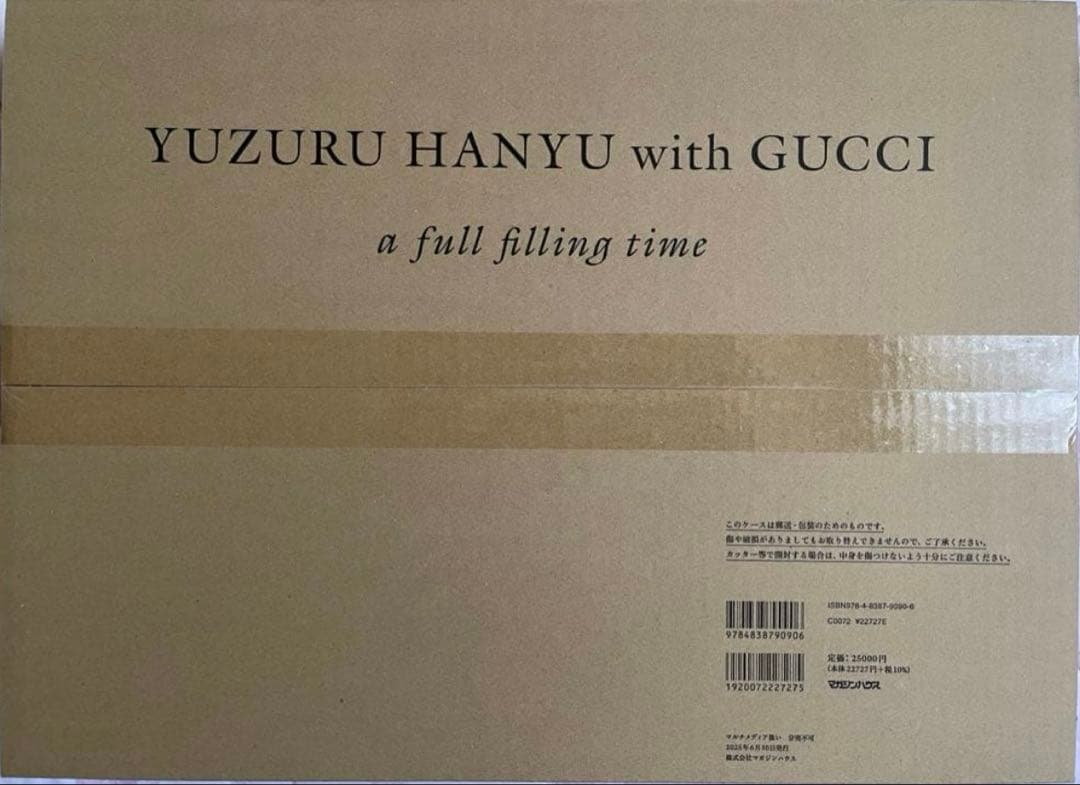 YUZURU HANYU with GUCCI
a full filling time
このケースは郵送・包装のためのものです。
傷や破損がありましてもお取り替えできませんので、ご了承ください。
カッター等で開封する場合は、中身を傷つけないよう十分にご注意ください。
ISBN978-4-8387-9090-6
C0072 ¥22727E
9784838790906
定価：25000円
(本体22727円+税10%)
マガジンハウス
1920072227275
マルチメディア扱い 分売不可
2025年6月30日発行
株式会社マガジンハウス